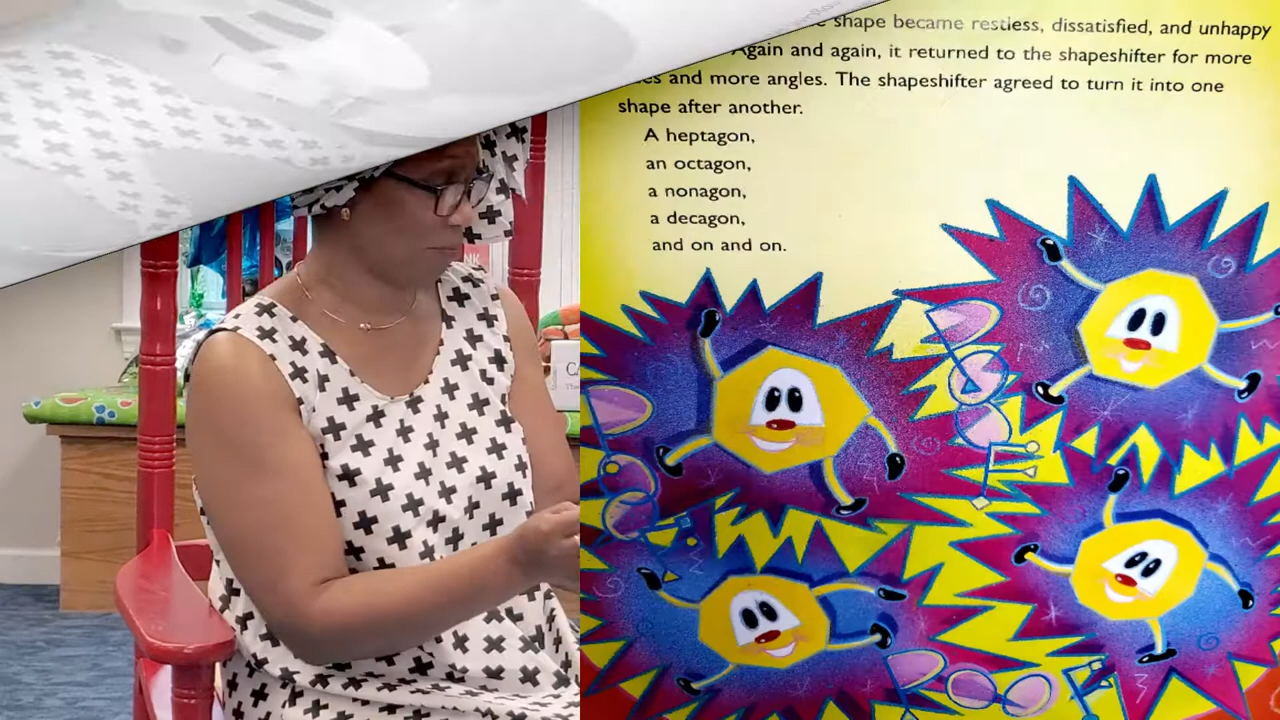 shape became restless, dissatisfied, and unhappy
Again and again, it returned to the shapeshifter for more
and more angles. The shapeshifter agreed to turn it into one
shape after another.
A heptagon,
an octagon,
a nonagon,
a decagon,
and on and on.